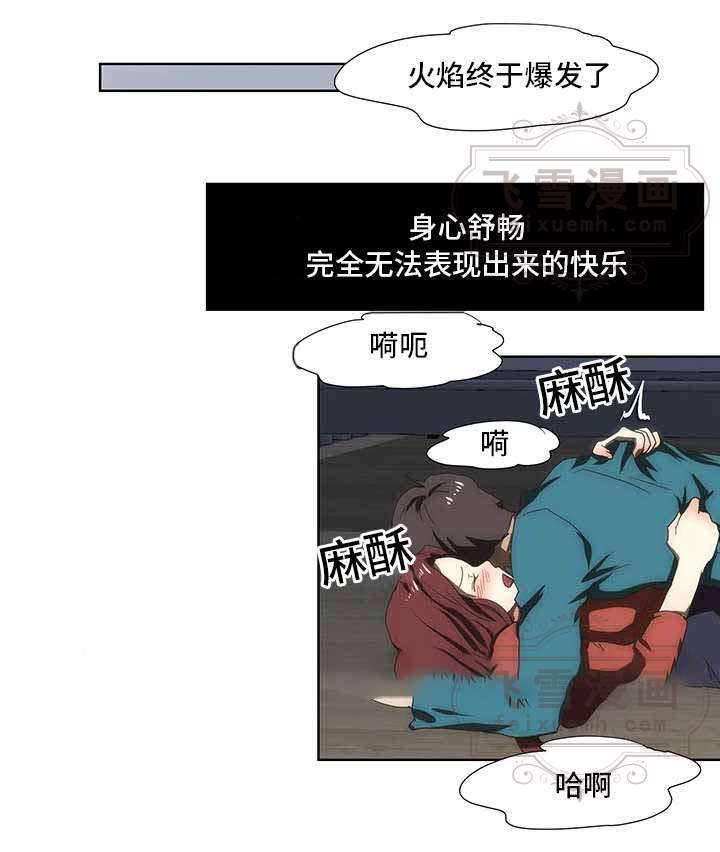 火焰终于爆发了
飞雪漫画
feixuemh.com
身心舒畅
完全无法表现出来的快乐
嗬呃
麻酥
嗬
麻酥
飞雪漫画
feixuemh.com
哈啊